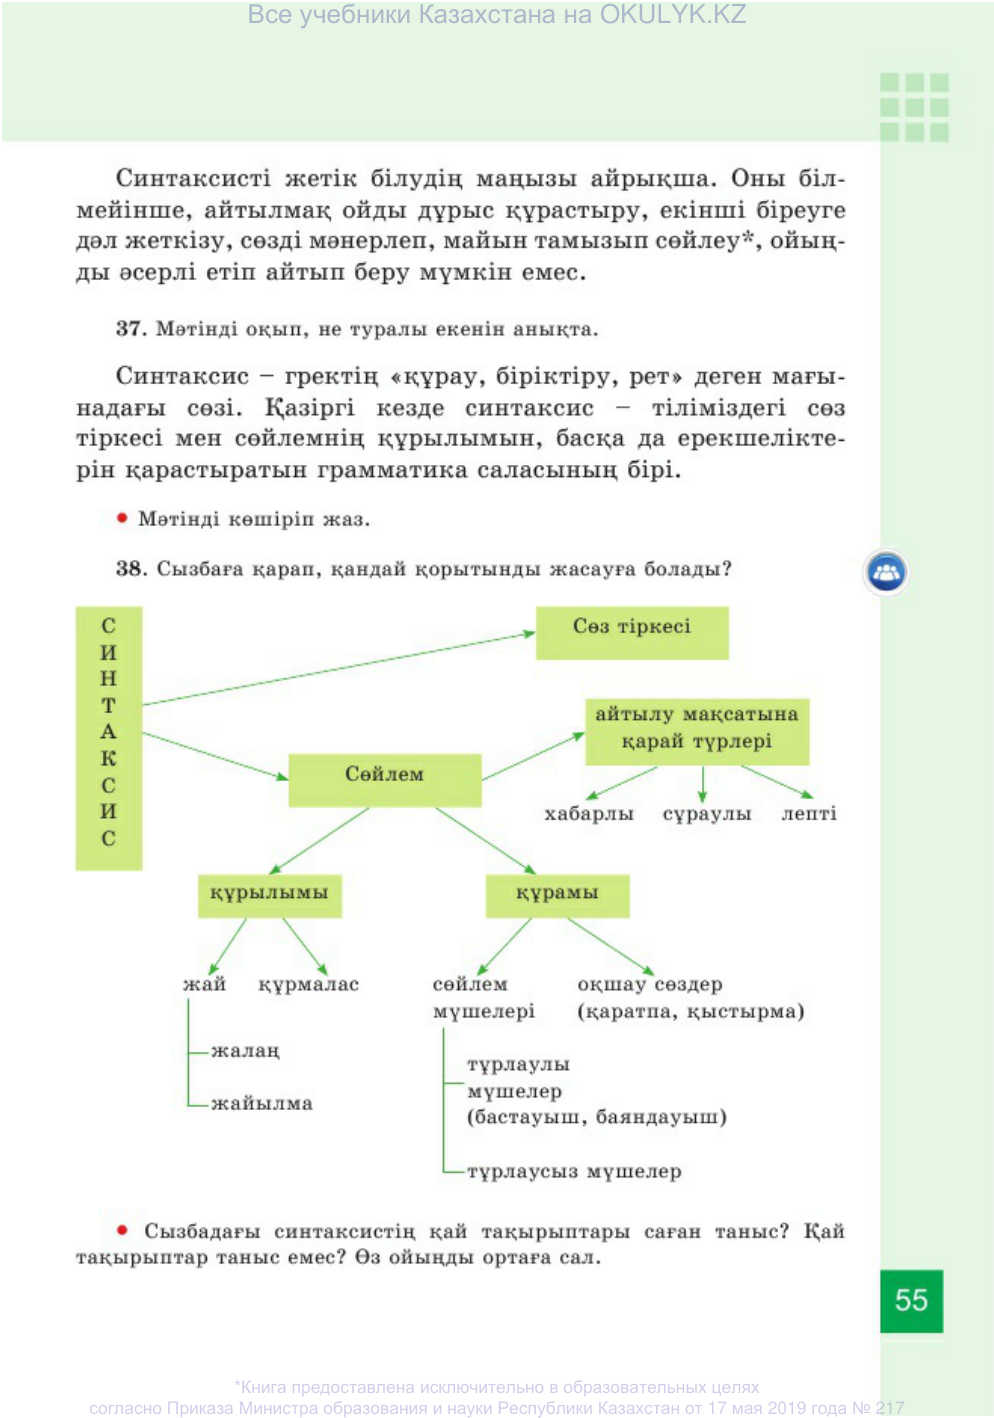 Все учебники Казахстана на OKULYK.KZ
Синтаксисті жетік білудің маңызы айрықша. Оны біл-
мейінше, айтылмақ ойды дұрыс құрастыру, екінші біреуге
дәл жеткізу, сөзді мәнерлеп, майын тамызып сөйлеу*, ойың-
ды әсерлі етіп айтып беру мүмкін емес.
37. Мәтінді оқып, не туралы екенін анықта.
Синтаксис – гректің «құрау, біріктіру, рет» деген мағы-
надағы сөзі. Қазіргі кезде синтаксис – тіліміздегі сөз
тіркесі мен сөйлемнің құрылымын, басқа да ерекшелікте-
рін қарастыратын грамматика саласының бірі.
• Мәтінді көшіріп жаз.
38. Сызбаға қарап, қандай қорытынды жасауға болады?
С
И
Н
Т
А
К
С
И
С
Сөз тіркесі
айтылу мақсатына
қарай түрлері
Сөйлем
хабарлы сұраулы лепті
құрылымы құрамы
жай құрмалас сөйлем оқшау сөздер
мүшелері (қаратпа, қыстырма)
жалаң
тұрлаулы
мүшелер
жайылма
(бастауыш, баяндауыш)
тұрлаусыз мүшелер
• Сызбадағы синтаксистің қай тақырыптары саған таныс? Қай
тақырыптар таныс емес? Өз ойыңды ортаға сал.
55
*Книга предоставлена исключительно в образовательных целях
согласно Приказа Министра образования и науки Республики Казахстан от 17 мая 2019 года № 217